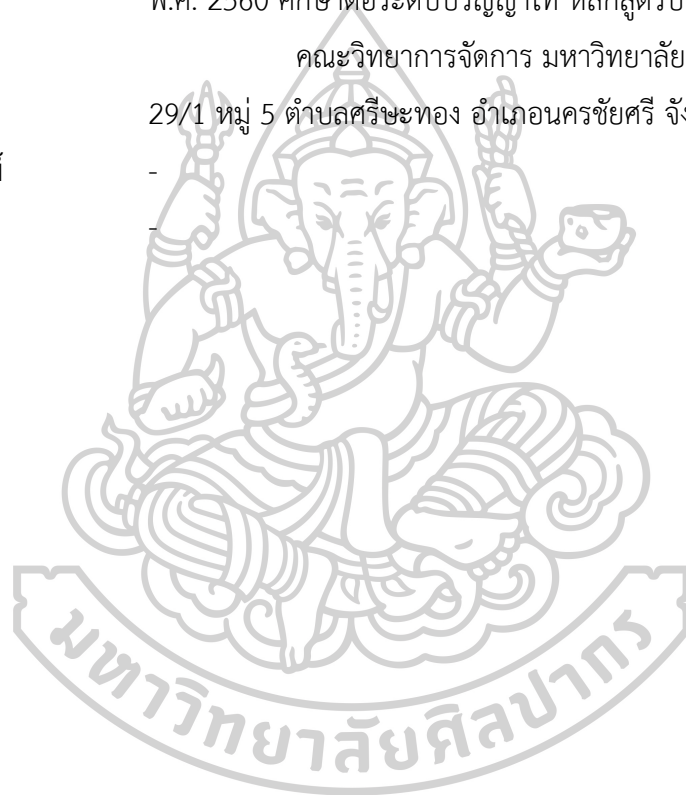 พ.ศ. 2560 ศึกษาต่อระดับปริญญาโท หลักสูตร
คณะวิทยาการจัดการ มหาวิทยาลัย
29/1 หมู่ 5 ตำบลศรีษะทอง อำเภอนครชัยศรี
-
-
มหาวิทยาลัยศิลปากร